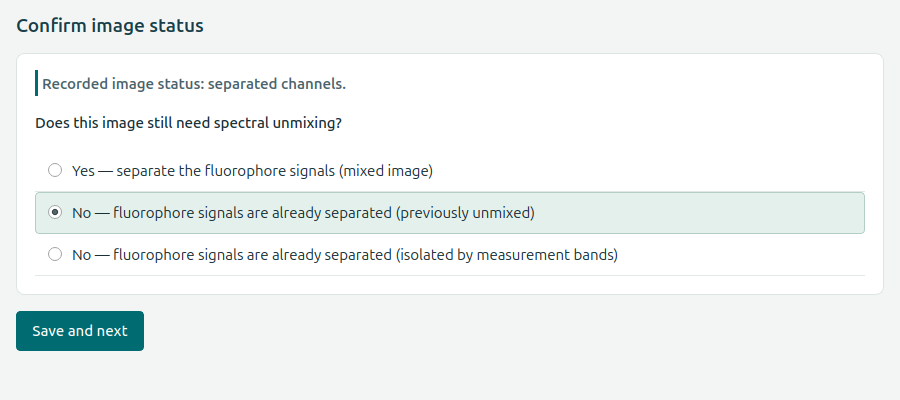 Confirm image status
Recorded image status: separated channels.
Does this image still need spectral unmixing?
Yes — separate the fluorophore signals (mixed image)
No — fluorophore signals are already separated (previously unmixed)
No — fluorophore signals are already separated (isolated by measurement bands)
Save and next